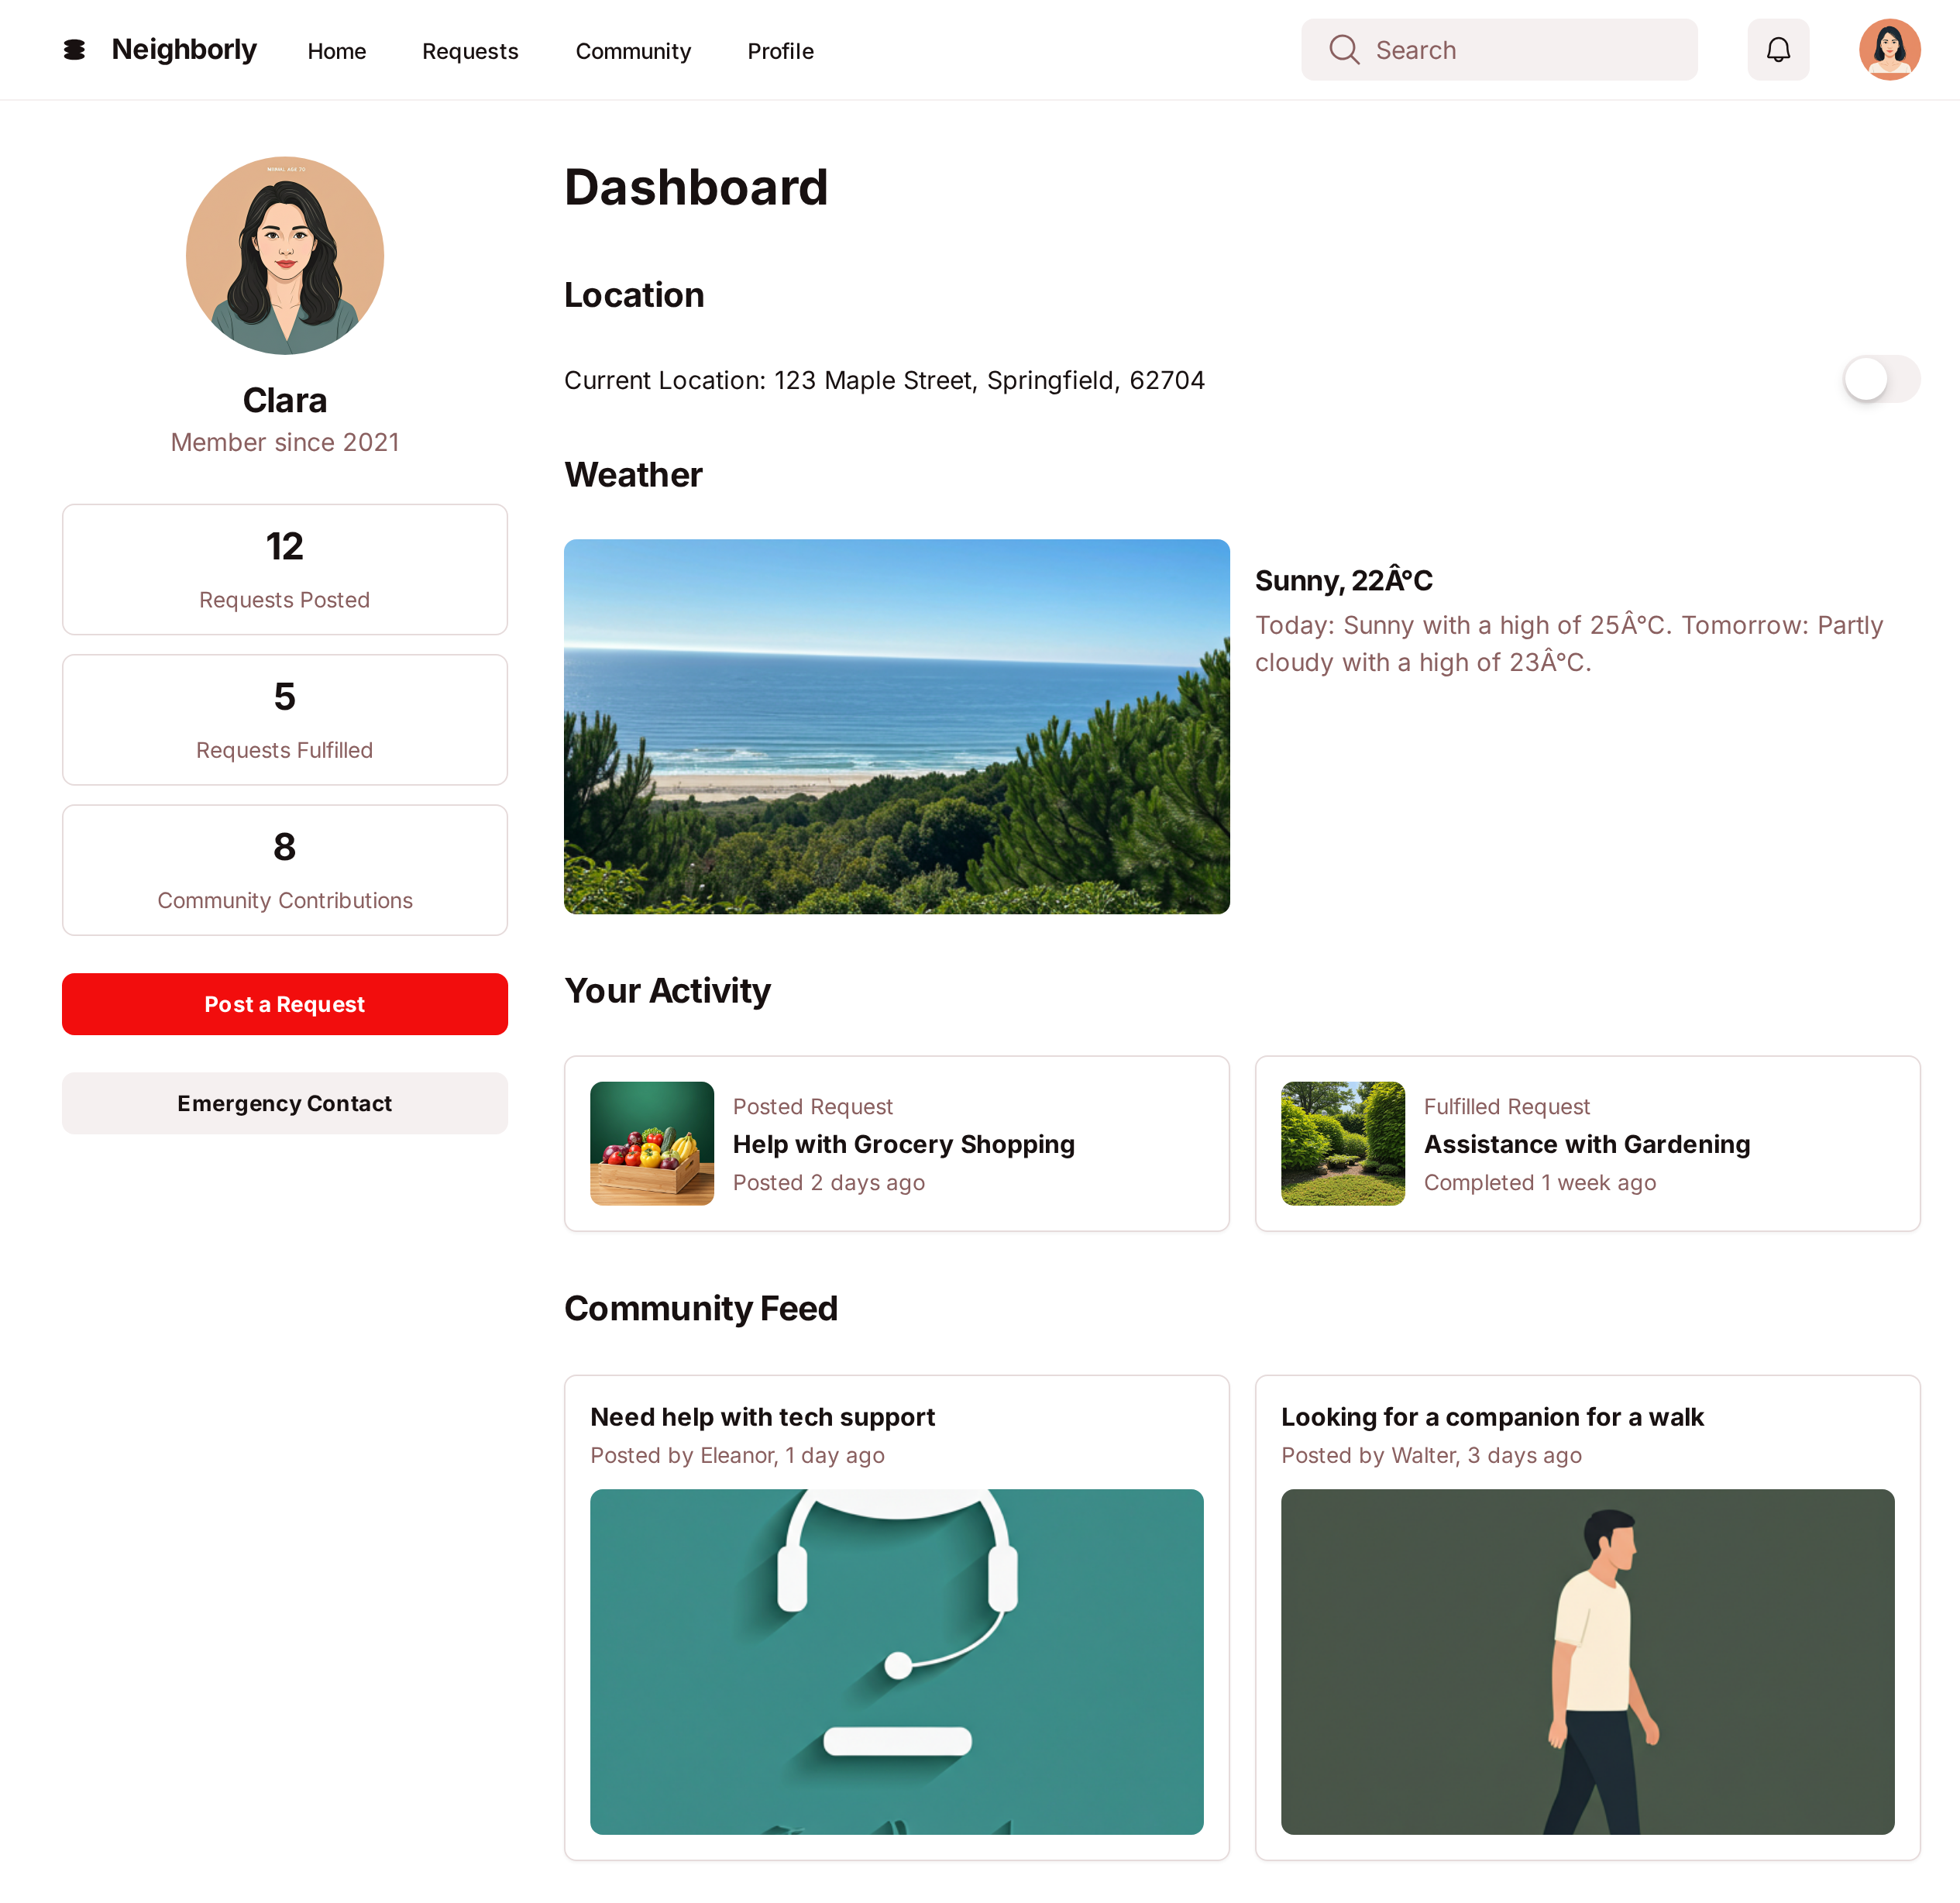 Neighborly
Home
Requests
Community
Profile
Search
Clara
Member since 2021
12
Requests Posted
5
Requests Fulfilled
8
Community Contributions
Post a Request
Emergency Contact
Dashboard
Location
Current Location: 123 Maple Street, Springfield, 62704
Weather
Sunny, 22Â°C
Today: Sunny with a high of 25Â°C. Tomorrow: Partly
cloudy with a high of 23Â°C.
Your Activity
Posted Request
Help with Grocery Shopping
Posted 2 days ago
Fulfilled Request
Assistance with Gardening
Completed 1 week ago
Community Feed
Need help with tech support
Posted by Eleanor, 1 day ago
Looking for a companion for a walk
Posted by Walter, 3 days ago